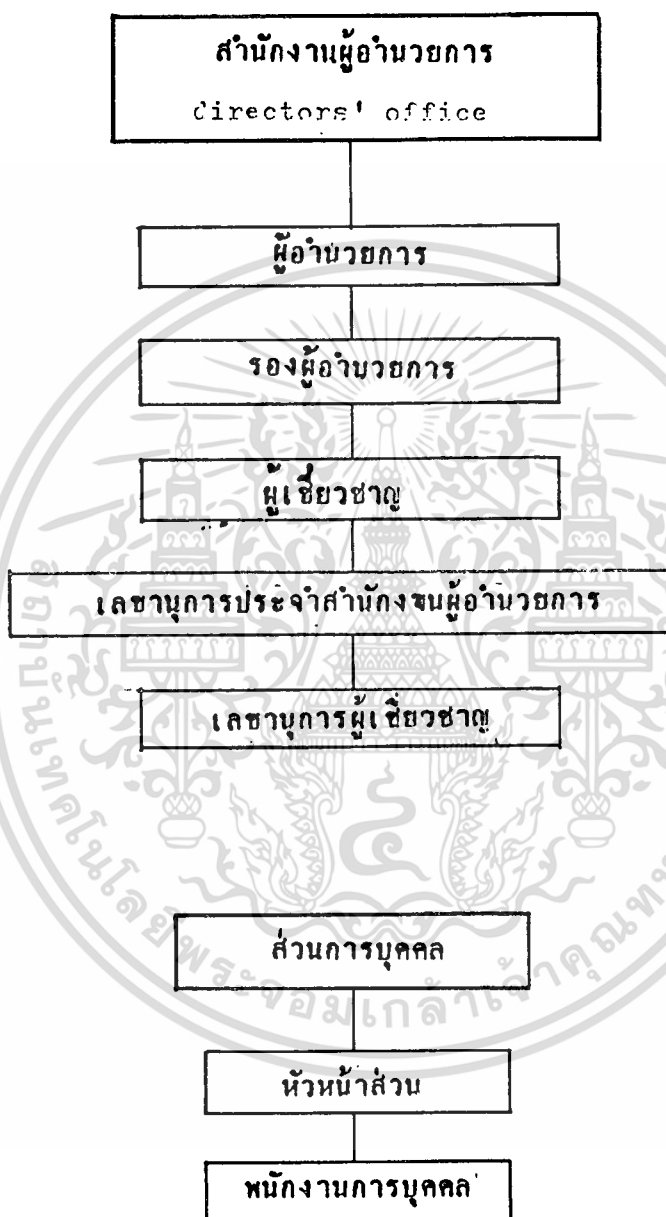 สำนักงานผู้อำนวยการ
directors' office
ผู้อำนวยการ
รองผู้อำนวยการ
ผู้เชี่ยวชาญ
เลขานุการประจำสำนักงานผู้อำนวยการ
เลขานุการผู้เชี่ยวชาญ
ส่วนการบุคคล
หัวหน้าส่วน
พนักงานการบุคคล